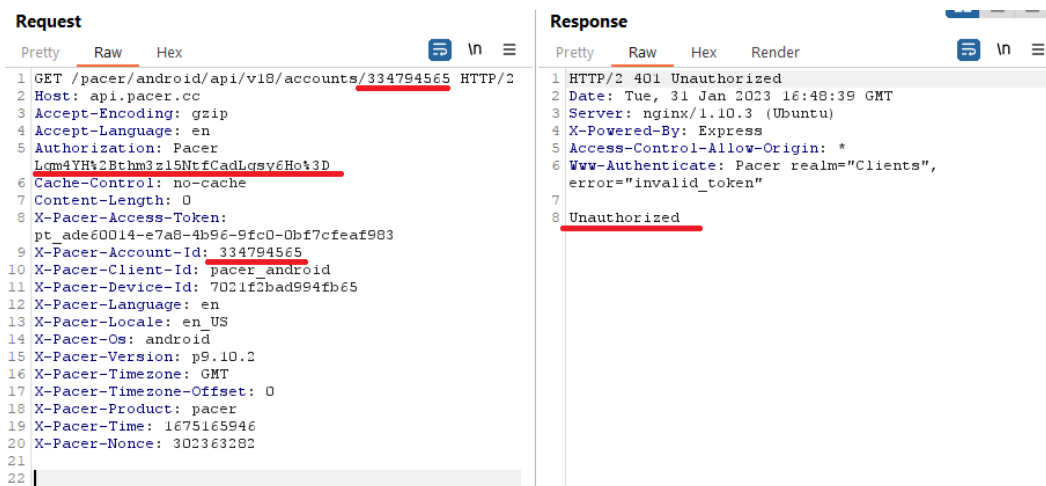 Request
Pretty Raw Hex \n
1 GET /pacer/android/api/v18/accounts/334794565 HTTP/2
2 Host: api.pacer.cc
3 Accept-Encoding: gzip
4 Accept-Language: en
5 Authorization: Pacer
Lqm4YH%2Bthm3zl5NtfCadLqsy6Ho%3D
6 Cache-Control: no-cache
7 Content-Length: 0
8 X-Pacer-Access-Token:
pt_ade60014-e7a8-4b96-9fc0-0bf7cfeaf983
9 X-Pacer-Account-Id: 334794565
10 X-Pacer-Client-Id: pacer_android
11 X-Pacer-Device-Id: 7021f2bad994fb65
12 X-Pacer-Language: en
13 X-Pacer-Locale: en_US
14 X-Pacer-Os: android
15 X-Pacer-Version: p9.10.2
16 X-Pacer-Timezone: GMT
17 X-Pacer-Timezone-Offset: 0
18 X-Pacer-Product: pacer
19 X-Pacer-Time: 1675165946
20 X-Pacer-Nonce: 302363282
21
22
Response
Pretty Raw Hex Render \n
1 HTTP/2 401 Unauthorized
2 Date: Tue, 31 Jan 2023 16:48:39 GMT
3 Server: nginx/1.10.3 (Ubuntu)
4 X-Powered-By: Express
5 Access-Control-Allow-Origin: *
6 Www-Authenticate: Pacer realm="Clients",
error="invalid_token"
7
8 Unauthorized